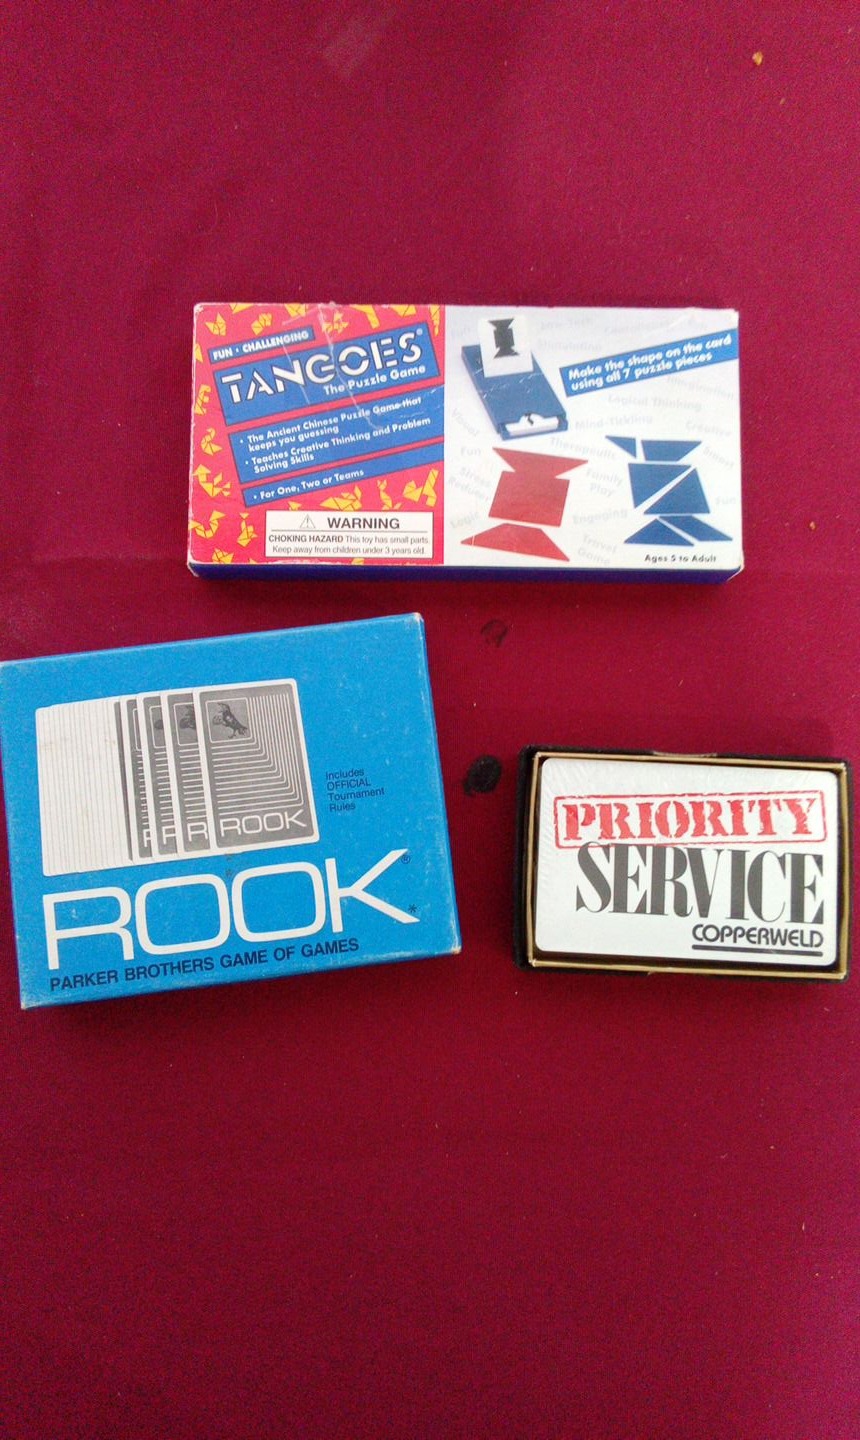 FUN • CHALLENGING
TANGOES®
The Puzzle Game
• The Ancient Chinese Puzzle Game that
keeps you guessing
• Teaches Creative Thinking and Problem
Solving Skills
• For One, Two or Teams
WARNING
CHOKING HAZARD This toy has small parts.
Keep away from children under 3 years old.
Make the shape on the card
using all 7 puzzle pieces
Imagination
Logical Thinking
Mind-Tickling
Creative
Visual
Therapeutic
Smart
Fun
Family
Play
Stress
Reducer
Fun
Logic
Engaging
Travel
Game
Ages 5 to Adult
Includes
OFFICIAL
Tournament
Rules
ROOK
ROOK®*
PARKER BROTHERS GAME OF GAMES
PRIORITY
SERVICE
COPPERWELD